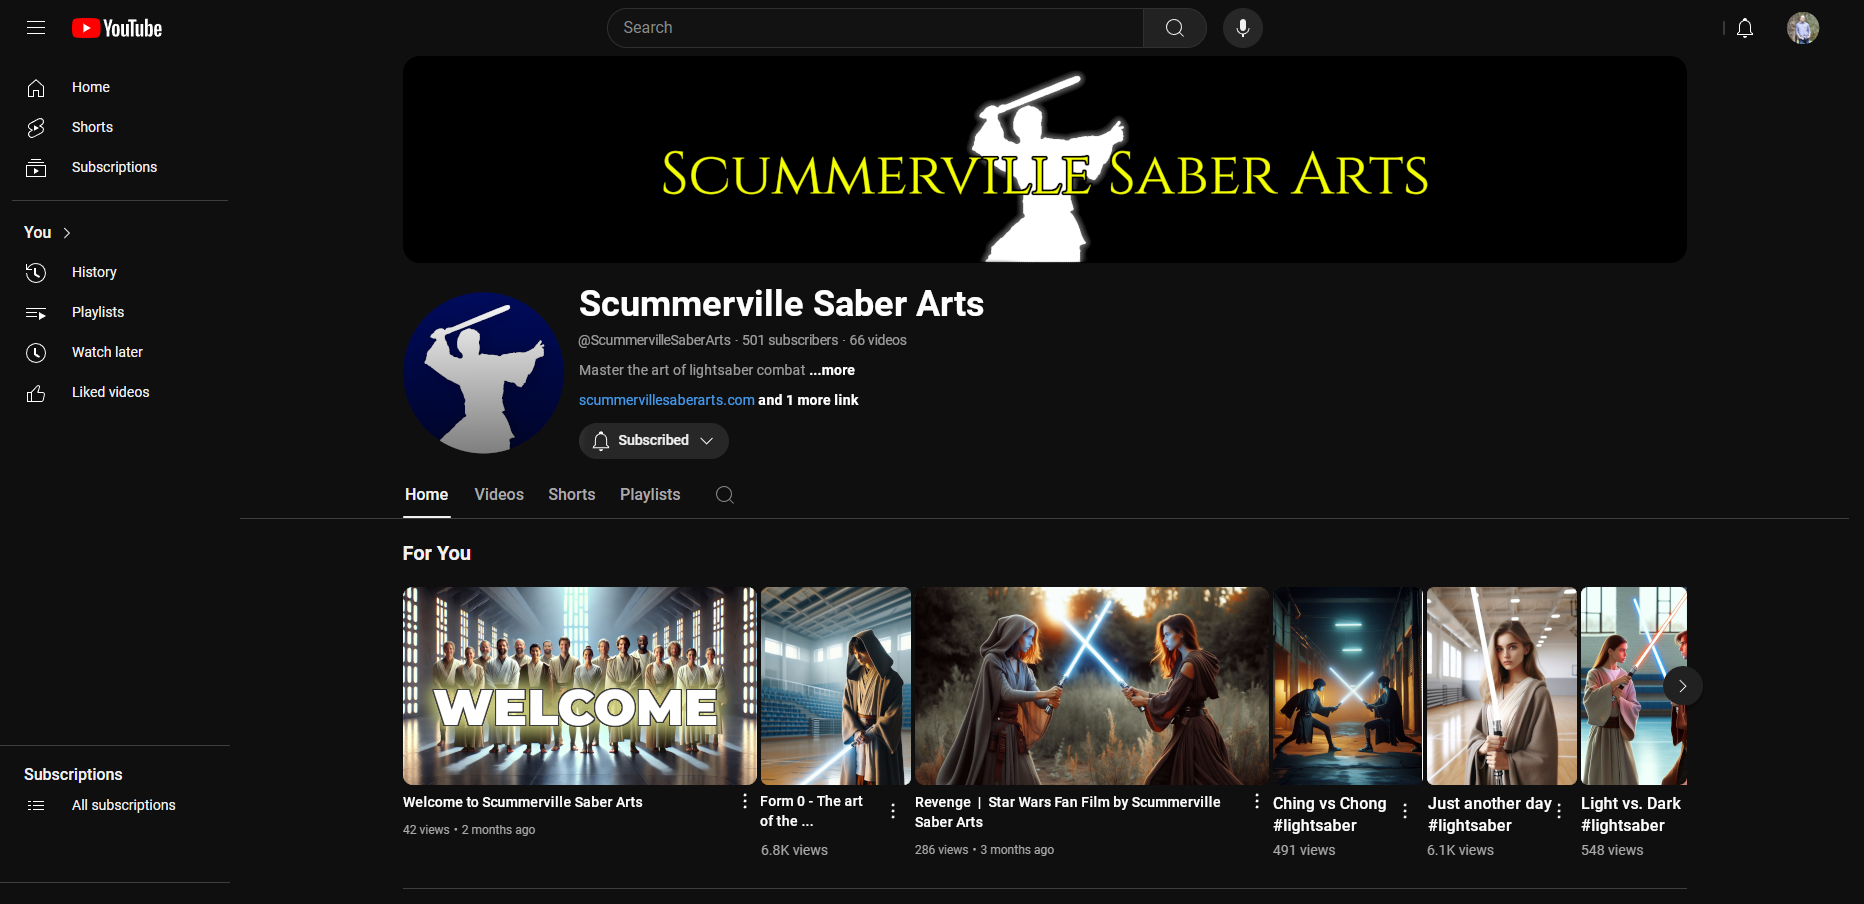 YouTube
Search
Home
Shorts
Subscriptions
You
History
Playlists
Watch later
Liked videos
Subscriptions
All subscriptions
Scummerville Saber Arts
Scummerville Saber Arts
@ScummervilleSaberArts · 501 subscribers · 66 videos
Master the art of lightsaber combat ...more
scummervillesaberarts.com and 1 more link
Subscribed
Home Videos Shorts Playlists
For You
WELCOME
Welcome to Scummerville Saber Arts
42 views • 2 months ago
Form 0 - The art
of the ...
6.8K views
Revenge | Star Wars Fan Film by Scummerville
Saber Arts
286 views • 3 months ago
Ching vs Chong
#lightsaber
491 views
Just another day
#lightsaber
6.1K views
Light vs. Dark
#lightsaber
548 views